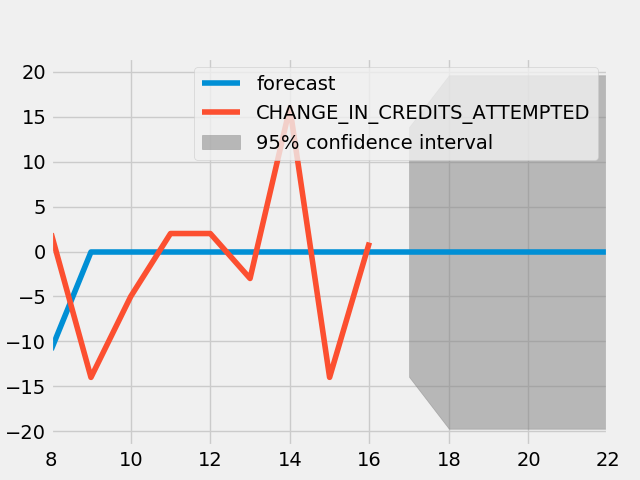 20
forecast
15
CHANGE_IN_CREDITS_ATTEMPTED
95% confidence interval
10
5
0
−5
−10
−15
−20
8 10 12 14 16 18 20 22